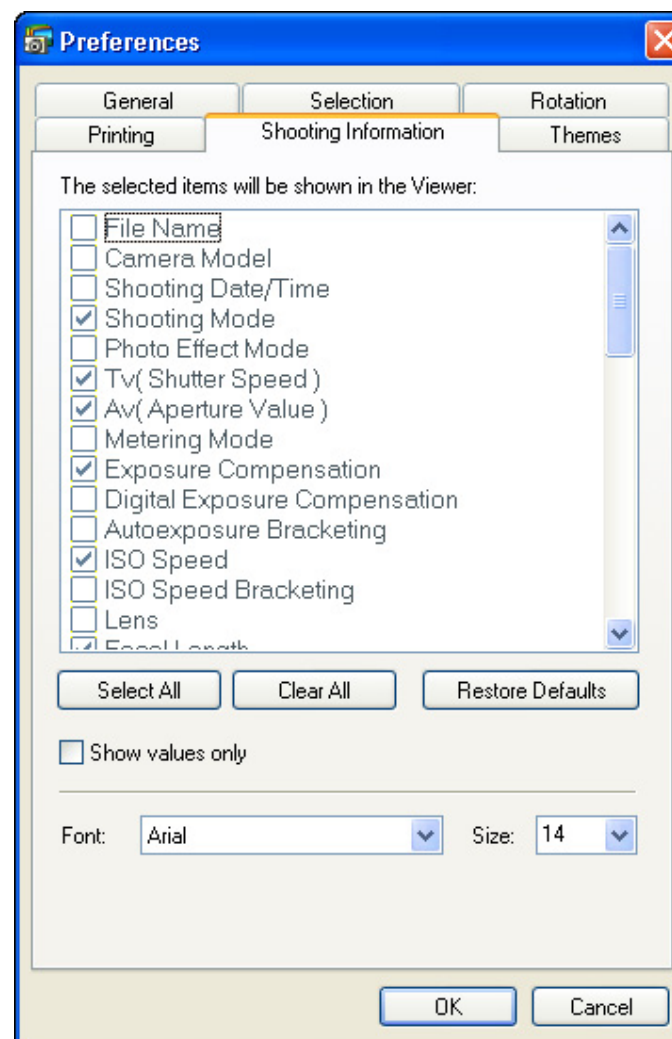 Preferences
General Selection Rotation
Printing Shooting Information Themes
The selected items will be shown in the Viewer:
File Name
Camera Model
Shooting Date/Time
Shooting Mode
Photo Effect Mode
Tv( Shutter Speed )
Av( Aperture Value )
Metering Mode
Exposure Compensation
Digital Exposure Compensation
Autoexposure Bracketing
ISO Speed
ISO Speed Bracketing
Lens
Focal Length
Select All Clear All Restore Defaults
Show values only
Font: Arial Size: 14
OK Cancel